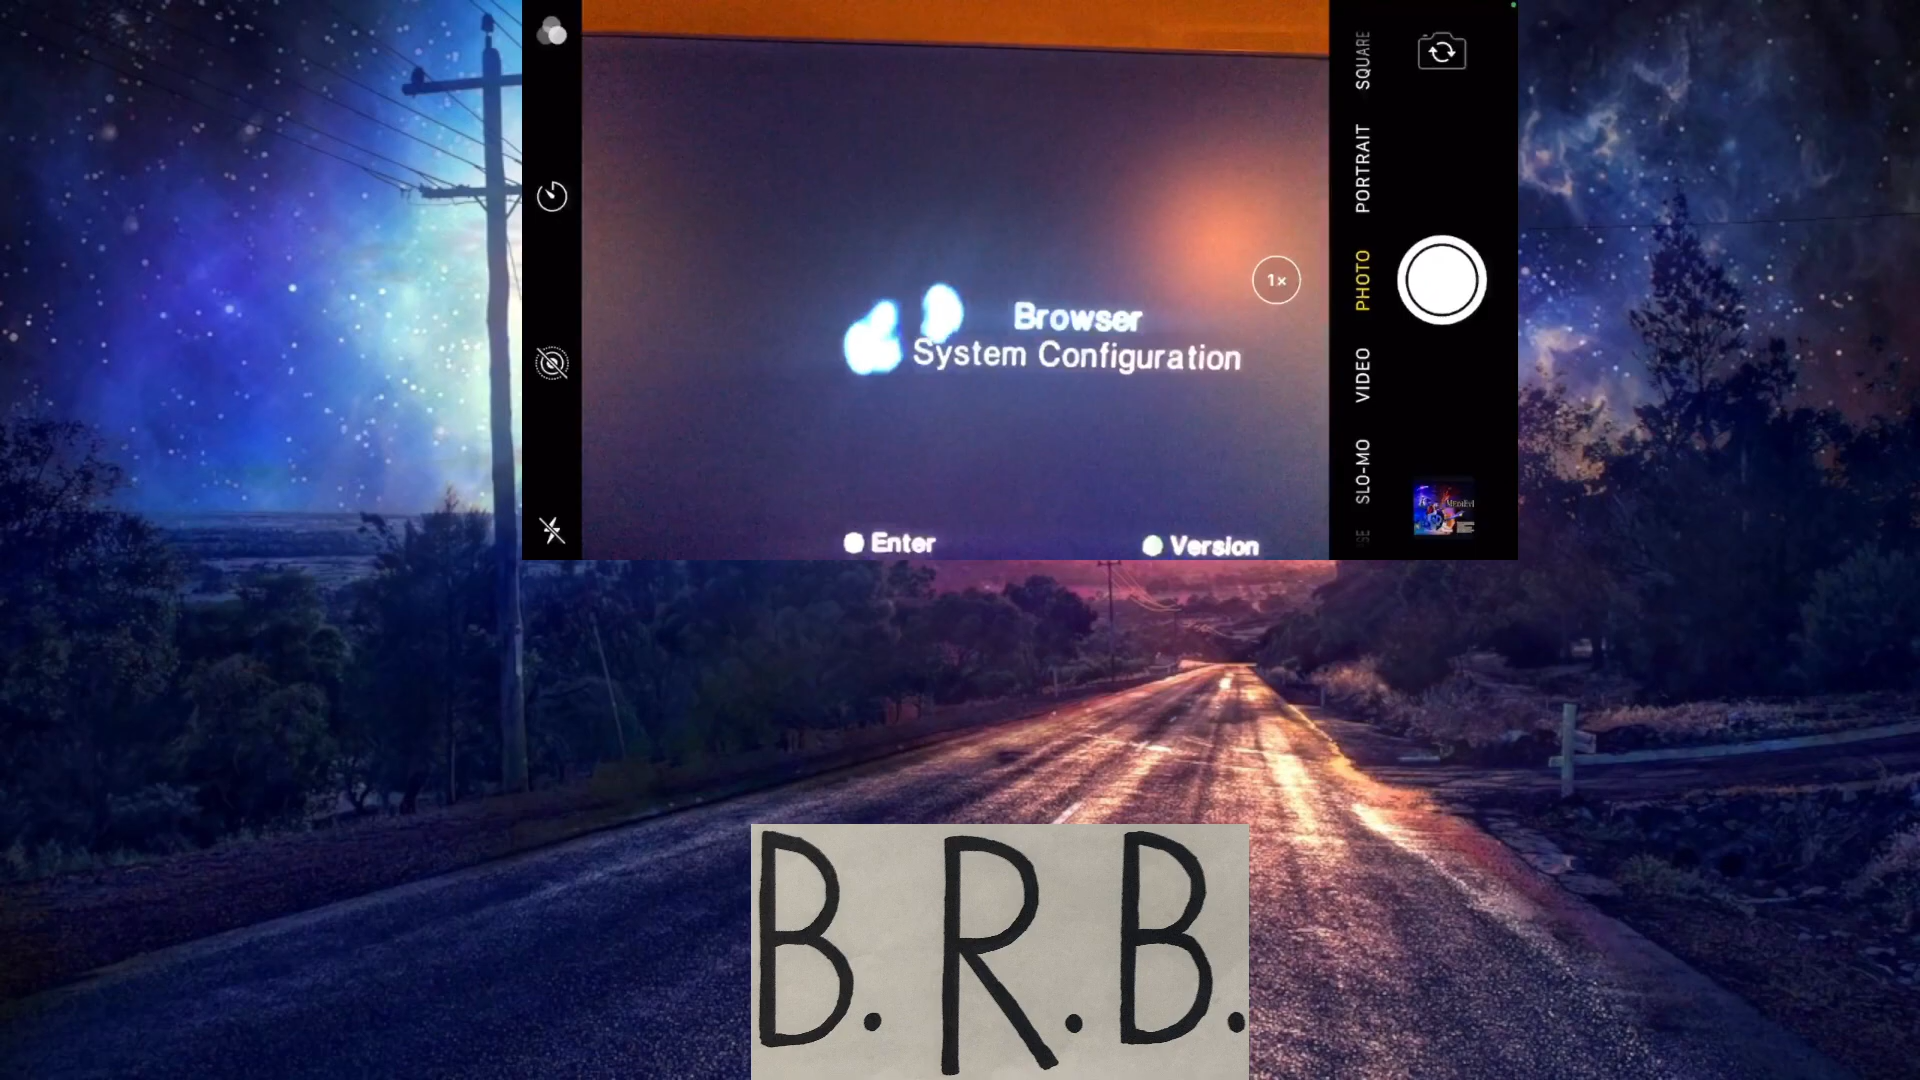 SQUARE
PORTRAIT
PHOTO
VIDEO
SLO-MO
1×
Browser
System Configuration
Enter
Version
B. R. B.